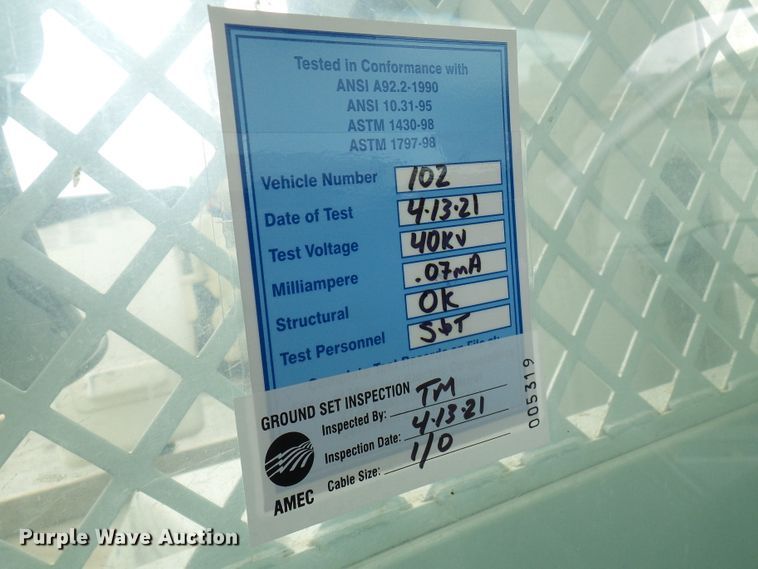 Tested in Conformance with
ANSI A92.2-1990
ANSI 10.31-95
ASTM 1430-98
ASTM 1797-98
Vehicle Number 102
Date of Test 4·13·21
Test Voltage 40KV
Milliampere .07mA
Structural OK
Test Personnel S&T
GROUND SET INSPECTION
Inspected By: TM
Inspection Date: 4·13·21
Cable Size: 1/0
AMEC
005319
Purple Wave Auction